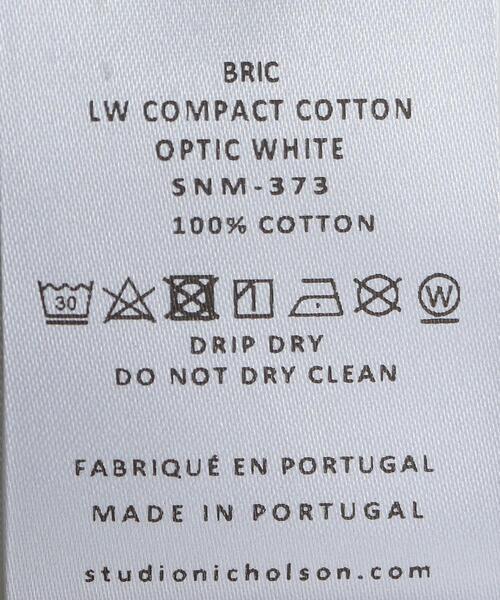 BRIC
LW COMPACT COTTON
OPTIC WHITE
SNM-373
100% COTTON
30 W
DRIP DRY
DO NOT DRY CLEAN
FABRIQUÉ EN PORTUGAL
MADE IN PORTUGAL
studionicholson.com